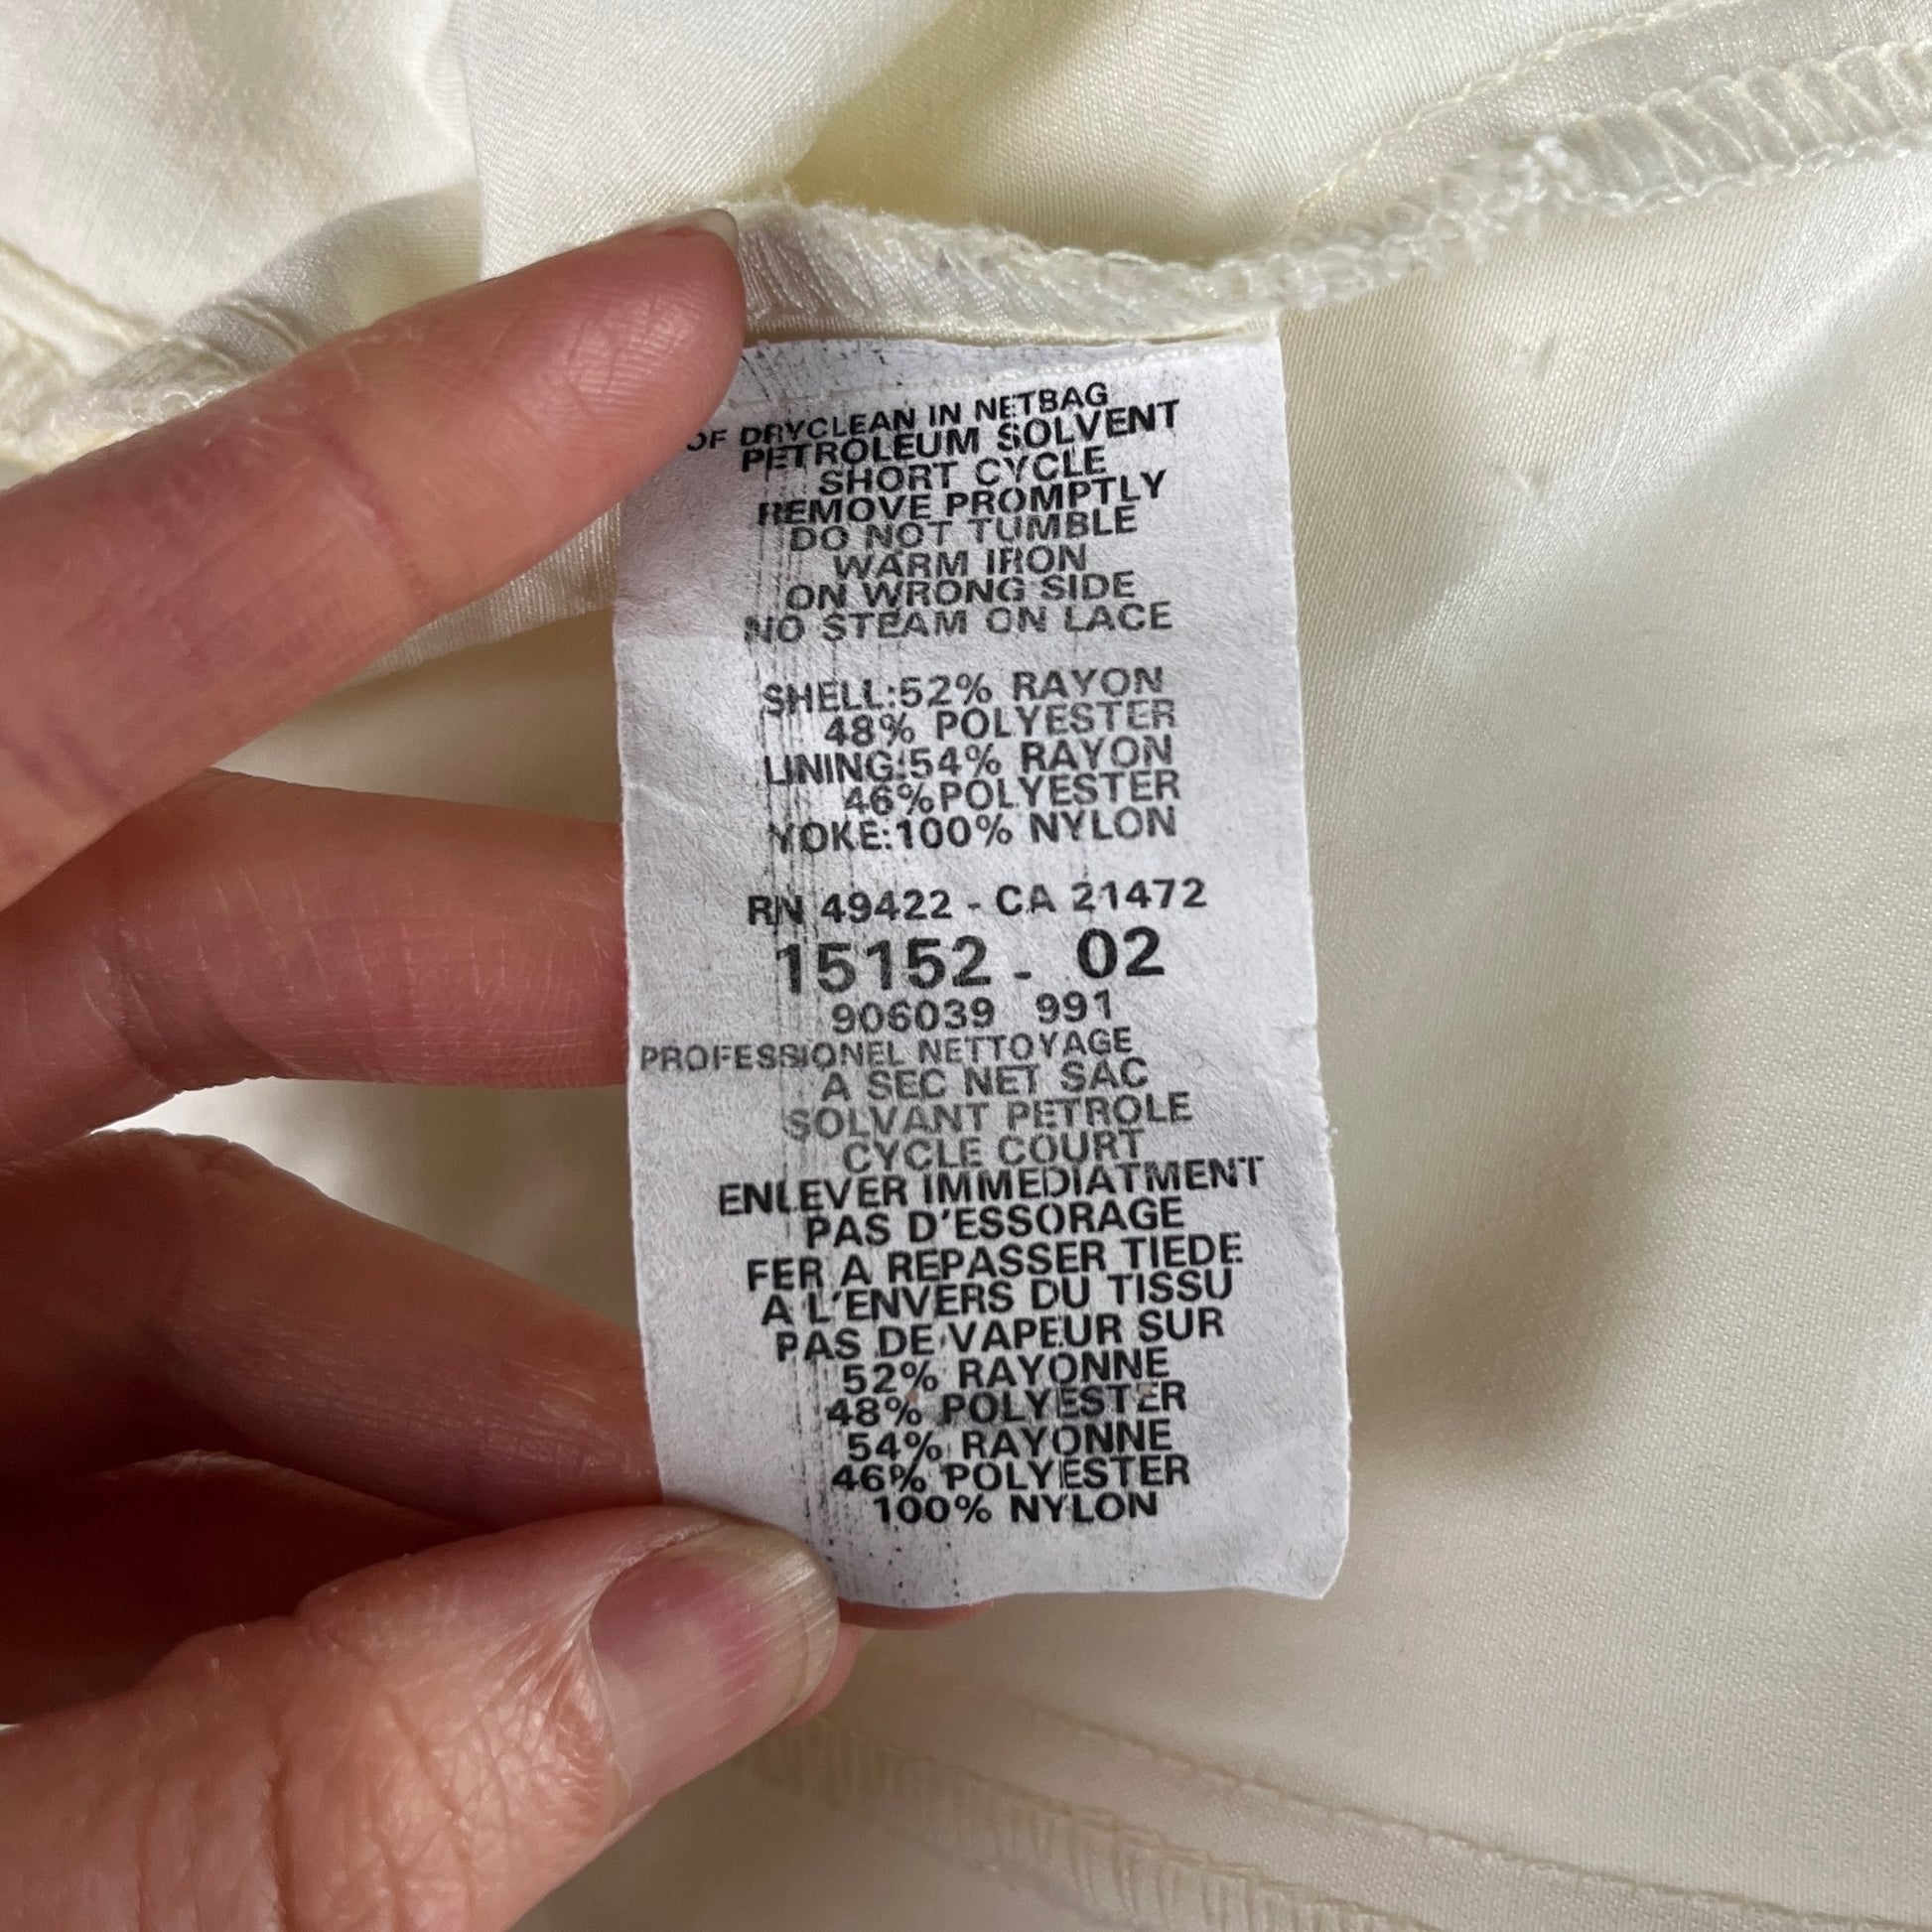 OF DRYCLEAN IN NETBAG
PETROLEUM SOLVENT
SHORT CYCLE
REMOVE PROMPTLY
DO NOT TUMBLE
WARM IRON
ON WRONG SIDE
NO STEAM ON LACE
SHELL:52% RAYON
48% POLYESTER
LINING:54% RAYON
46%POLYESTER
YOKE:100% NYLON
RN 49422 - CA 21472
15152 - 02
906039 991
PROFESSIONEL NETTOYAGE
A SEC NET SAC
SOLVANT PETROLE
CYCLE COURT
ENLEVER IMMEDIATMENT
PAS D'ESSORAGE
FER A REPASSER TIEDE
A L'ENVERS DU TISSU
PAS DE VAPEUR SUR
52% RAYONNE
48% POLYESTER
54% RAYONNE
46% POLYESTER
100% NYLON